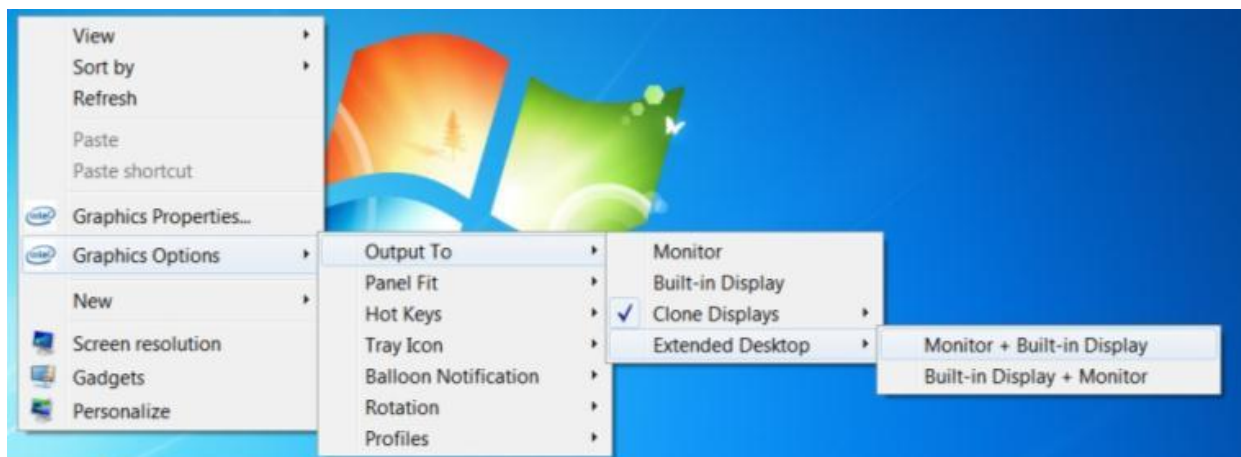 View
Sort by
Refresh
Paste
Paste shortcut
Graphics Properties...
Graphics Options
New
Screen resolution
Gadgets
Personalize
Output To
Panel Fit
Hot Keys
Tray Icon
Balloon Notification
Rotation
Profiles
Monitor
Built-in Display
Clone Displays
Extended Desktop
Monitor + Built-in Display
Built-in Display + Monitor